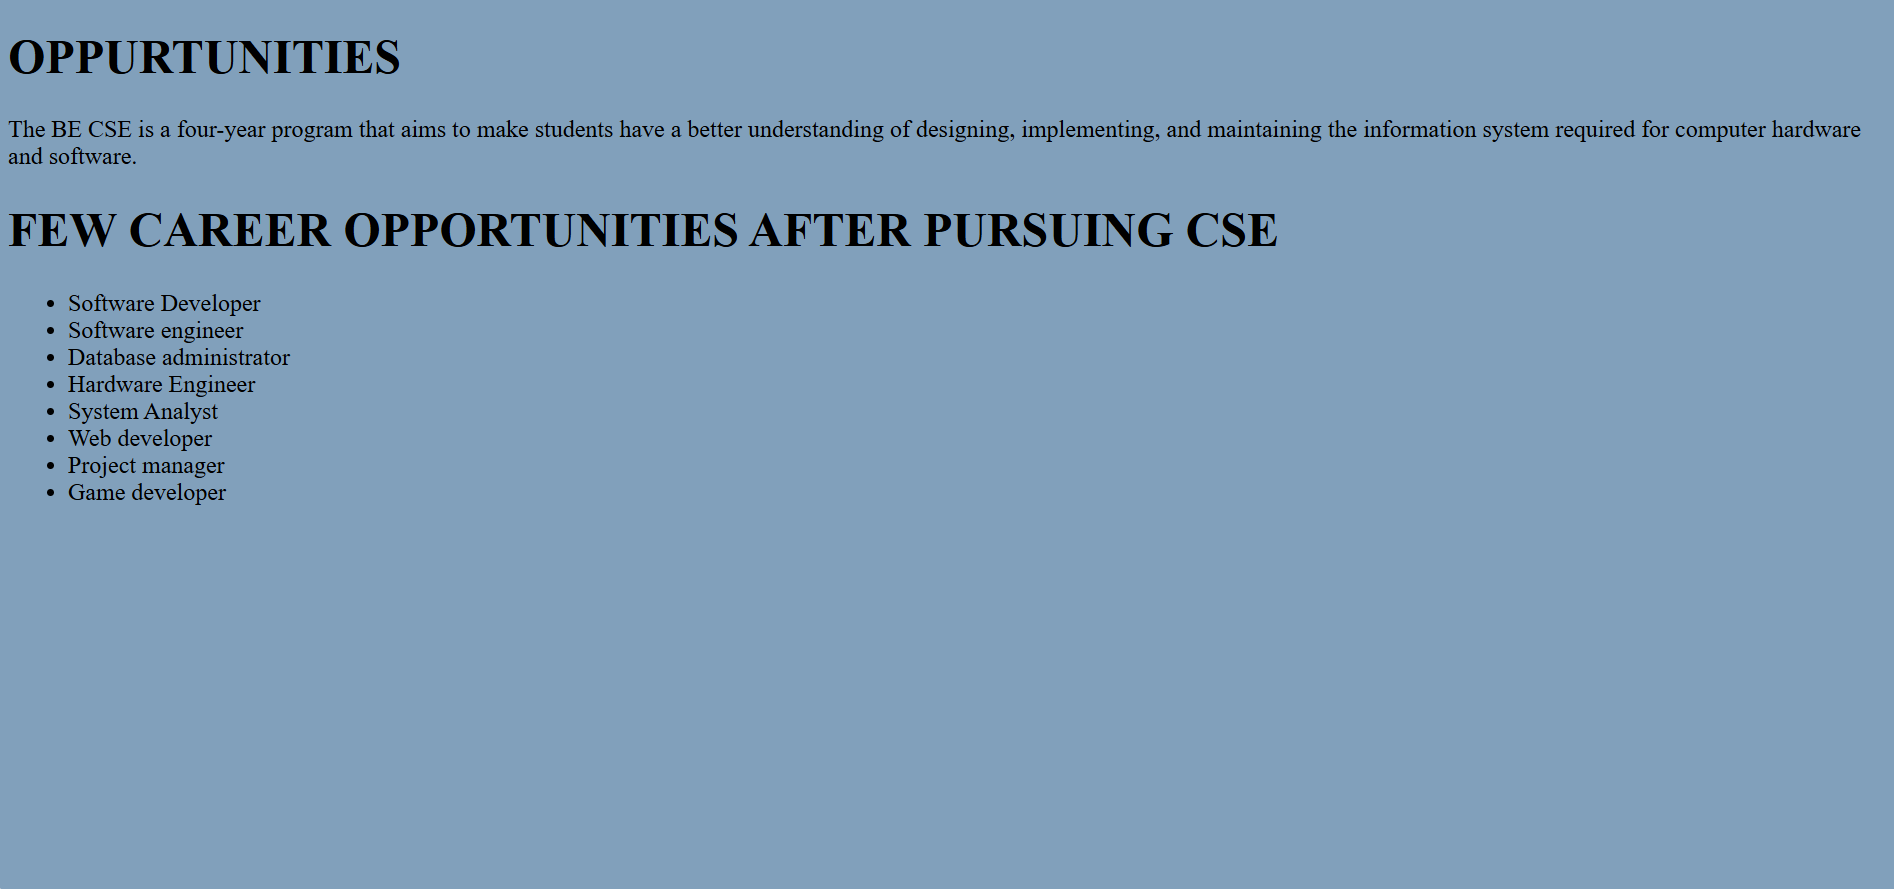 OPPURTUNITIES
The BE CSE is a four-year program that aims to make students have a better understanding of designing, implementing, and maintaining the information system required for computer hardware
and software.
FEW CAREER OPPORTUNITIES AFTER PURSUING CSE
• Software Developer
• Software engineer
• Database administrator
• Hardware Engineer
• System Analyst
• Web developer
• Project manager
• Game developer